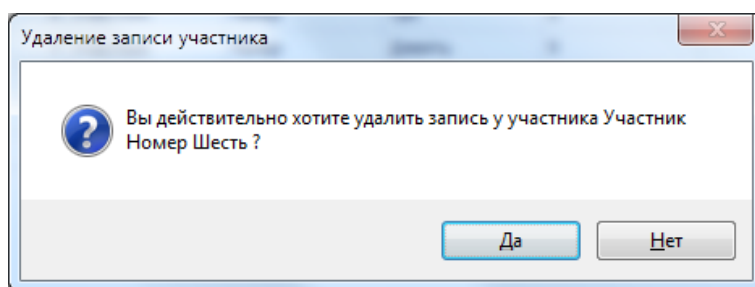 Удаление записи участника
Вы действительно хотите удалить запись у участника Участник
Номер Шесть ?
Да
Нет